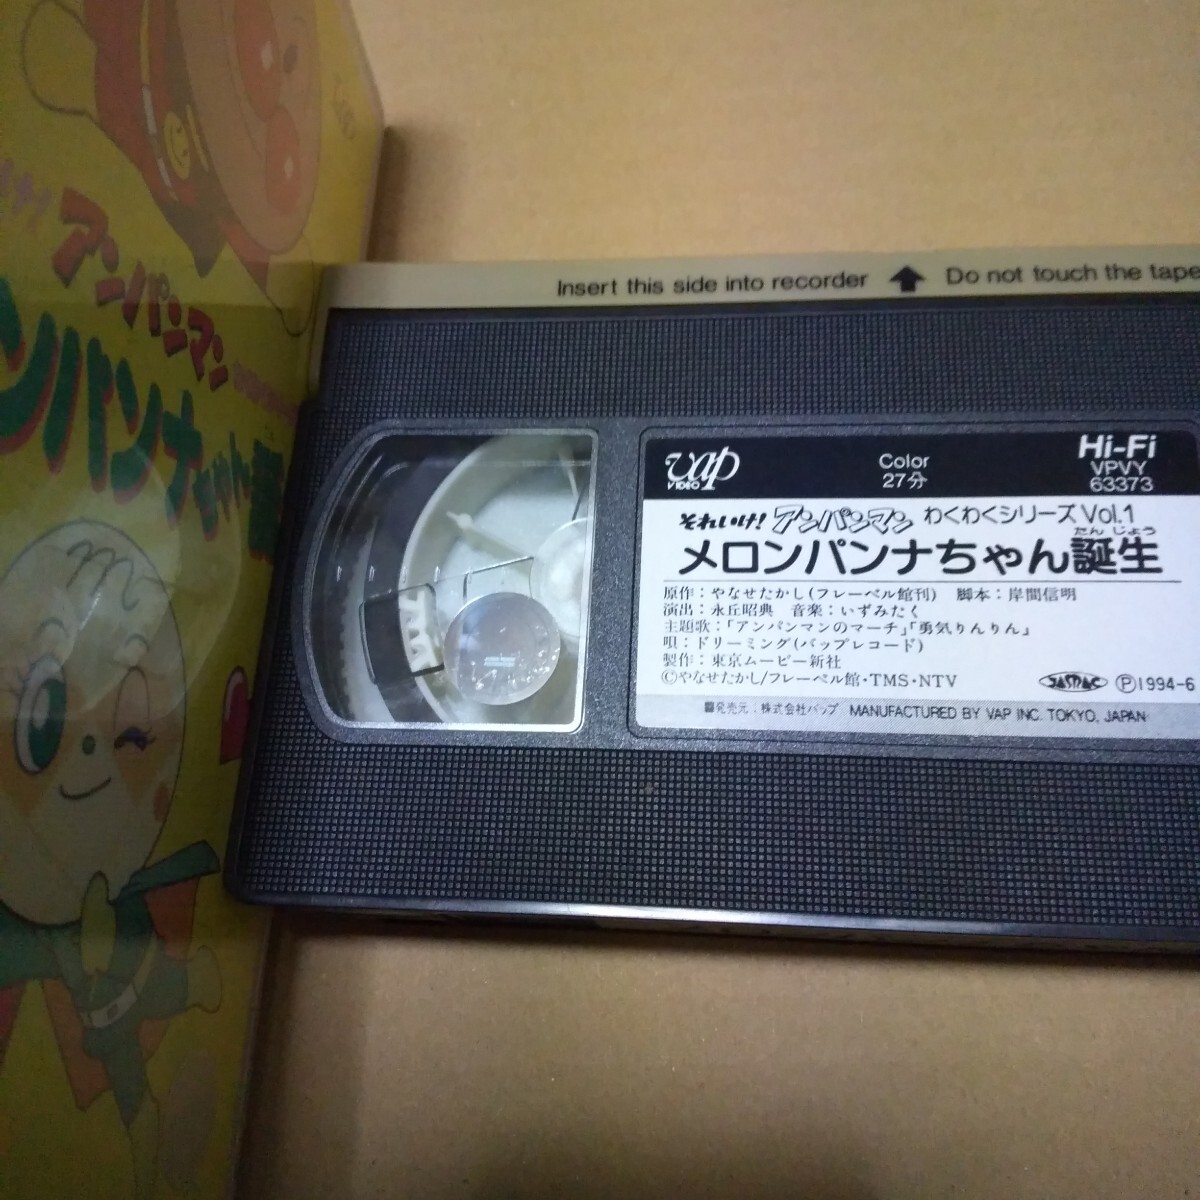 アンパンマン
ンパンナちゃん
Insert this side into recorder ↑ Do not touch the tape
vap VIDEO
Color
27分
Hi-Fi
VPVY
63373
それいけ!アンパンマン わくわくシリーズ Vol.1
たんじょう
メロンパンナちゃん誕生
原作:やなせたかし(フレーベル館刊) 脚本:岸間信明
演出:永丘昭典 音楽:いずみたく
主題歌:「アンパンマンのマーチ」「勇気りんりん」
唄:ドリーミング(バップレコード)
製作:東京ムービー新社
©やなせたかし/フレーベル館・TMS・NTV
JASRAC Ⓟ1994-6
■発売元:株式会社バップ MANUFACTURED BY VAP INC. TOKYO, JAPAN